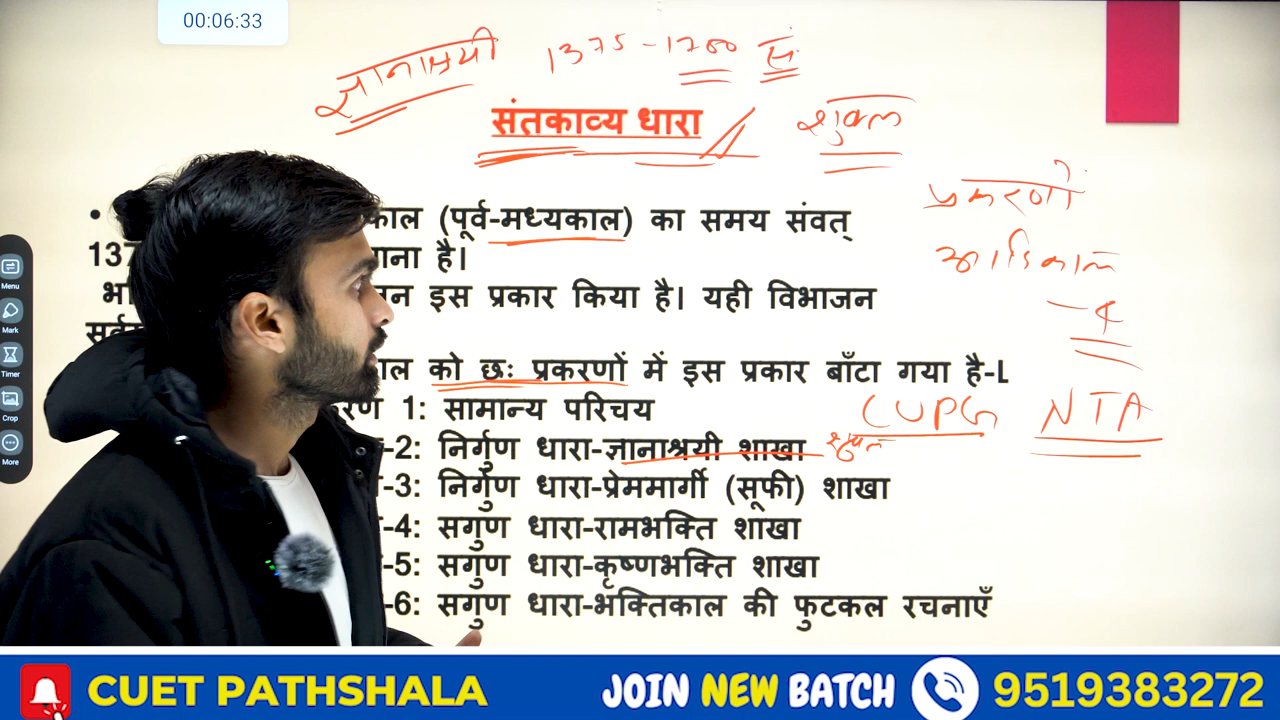 00:06:33
ज्ञानाश्रयी 1375-1700 सं.
संतकाव्य धारा
शुक्ल
काल (पूर्व-मध्यकाल) का समय संवत्
प्रकरणों
137 ाना है।
आदिकाल
इस प्रकार किया है। यही विभाजन
-4
को छः प्रकरणों में इस प्रकार बाँटा गया है-L
1: सामान्य परिचय
CUPG NTA
-2: निर्गुण धारा-ज्ञानाश्रयी शाखा
शुक्ल
-3: निर्गुण धारा-प्रेममार्गी (सूफी) शाखा
-4: सगुण धारा-रामभक्ति शाखा
-5: सगुण धारा-कृष्णभक्ति शाखा
-6: सगुण धारा-भक्तिकाल की फुटकल रचनाएँ
Menu
Mark
Timer
Crop
More
CUET PATHSHALA JOIN NEW BATCH 9519383272